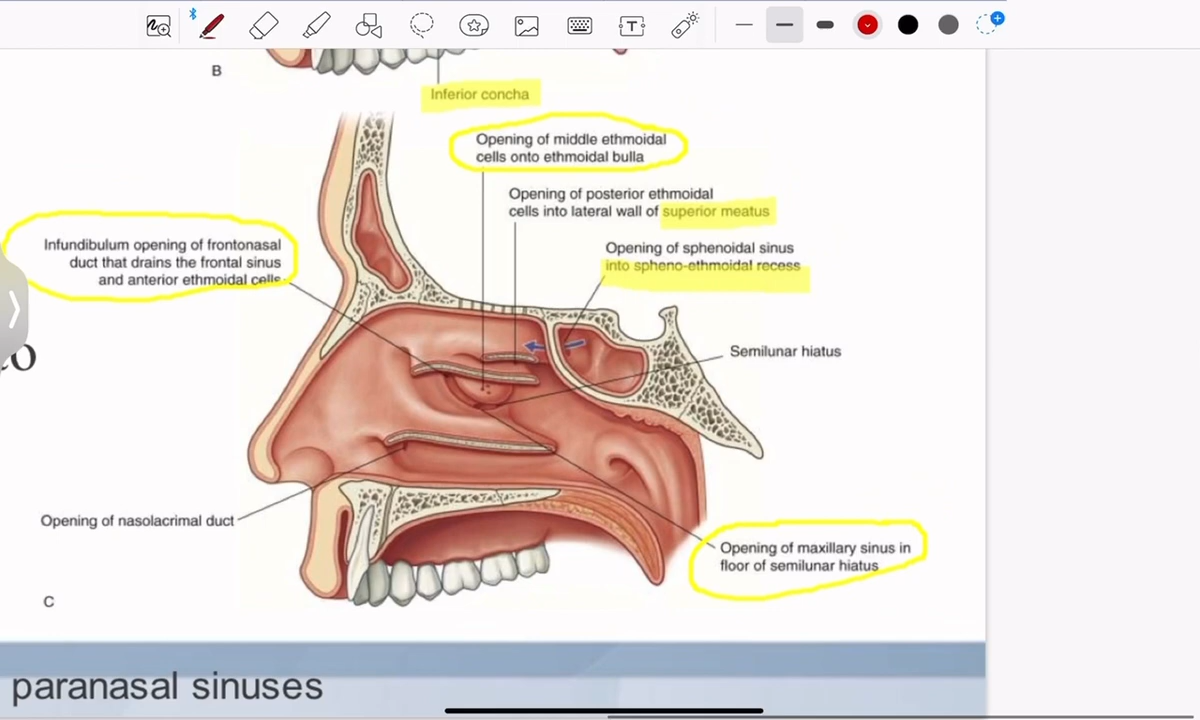 B
Inferior concha
Opening of middle ethmoidal
cells onto ethmoidal bulla
Opening of posterior ethmoidal
cells into lateral wall of superior meatus
Infundibulum opening of frontonasal
duct that drains the frontal sinus
and anterior ethmoidal cells
Opening of sphenoidal sinus
into spheno-ethmoidal recess
Semilunar hiatus
Opening of nasolacrimal duct
Opening of maxillary sinus in
floor of semilunar hiatus
C
paranasal sinuses